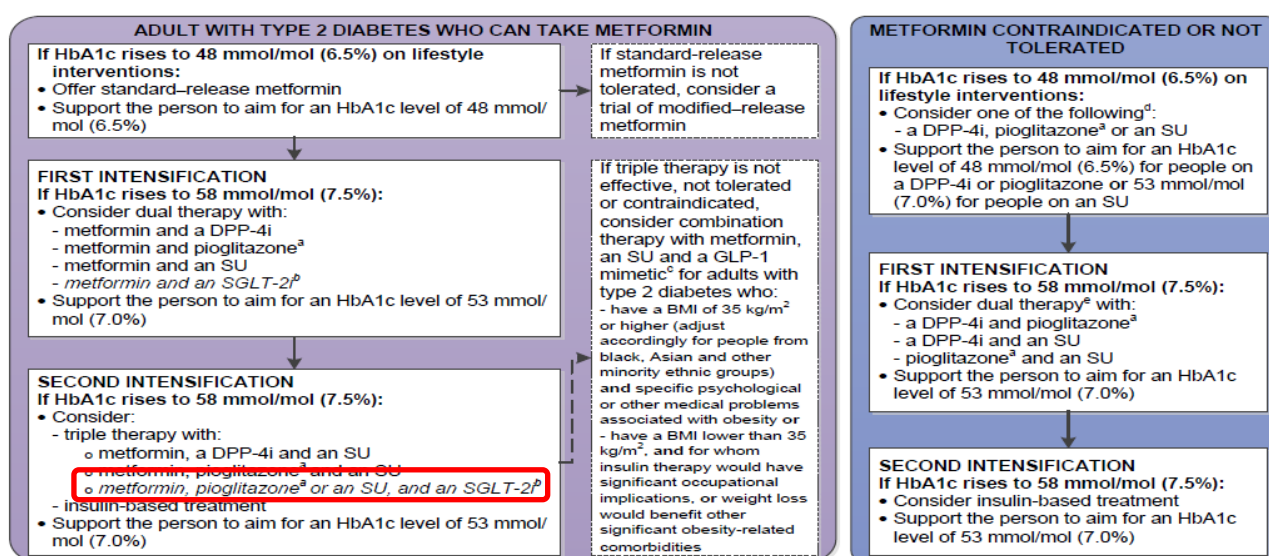 ADULT WITH TYPE 2 DIABETES WHO CAN TAKE METFORMIN
If HbA1c rises to 48 mmol/mol (6.5%) on lifestyle
interventions:
• Offer standard–release metformin
• Support the person to aim for an HbA1c level of 48 mmol/
mol (6.5%)
If standard-release
metformin is not
tolerated, consider a
trial of modified–release
metformin
FIRST INTENSIFICATION
If HbA1c rises to 58 mmol/mol (7.5%):
• Consider dual therapy with:
- metformin and a DPP-4i
- metformin and pioglitazoneᵃ
- metformin and an SU
- metformin and an SGLT-2iᵇ
• Support the person to aim for an HbA1c level of 53 mmol/
mol (7.0%)
SECOND INTENSIFICATION
If HbA1c rises to 58 mmol/mol (7.5%):
• Consider:
- triple therapy with:
o metformin, a DPP-4i and an SU
o metformin, pioglitazoneᵃ and an SU
o metformin, pioglitazoneᵃ or an SU, and an SGLT-2iᵇ
- insulin-based treatment
• Support the person to aim for an HbA1c level of 53 mmol/
mol (7.0%)
If triple therapy is not
effective, not tolerated
or contraindicated,
consider combination
therapy with metformin,
an SU and a GLP-1
mimeticᶜ for adults with
type 2 diabetes who:
- have a BMI of 35 kg/m²
or higher (adjust
accordingly for people from
black, Asian and other
minority ethnic groups)
and specific psychological
or other medical problems
associated with obesity or
- have a BMI lower than 35
kg/m², and for whom
insulin therapy would have
significant occupational
implications, or weight loss
would benefit other
significant obesity-related
comorbidities
METFORMIN CONTRAINDICATED OR NOT
TOLERATED
If HbA1c rises to 48 mmol/mol (6.5%) on
lifestyle interventions:
• Consider one of the followingᵈ:
- a DPP-4i, pioglitazoneᵃ or an SU
• Support the person to aim for an HbA1c
level of 48 mmol/mol (6.5%) for people on
a DPP-4i or pioglitazone or 53 mmol/mol
(7.0%) for people on an SU
FIRST INTENSIFICATION
If HbA1c rises to 58 mmol/mol (7.5%):
• Consider dual therapyᵉ with:
- a DPP-4i and pioglitazoneᵃ
- a DPP-4i and an SU
- pioglitazoneᵃ and an SU
• Support the person to aim for an HbA1c
level of 53 mmol/mol (7.0%)
SECOND INTENSIFICATION
If HbA1c rises to 58 mmol/mol (7.5%):
• Consider insulin-based treatment
• Support the person to aim for an HbA1c
level of 53 mmol/mol (7.0%)